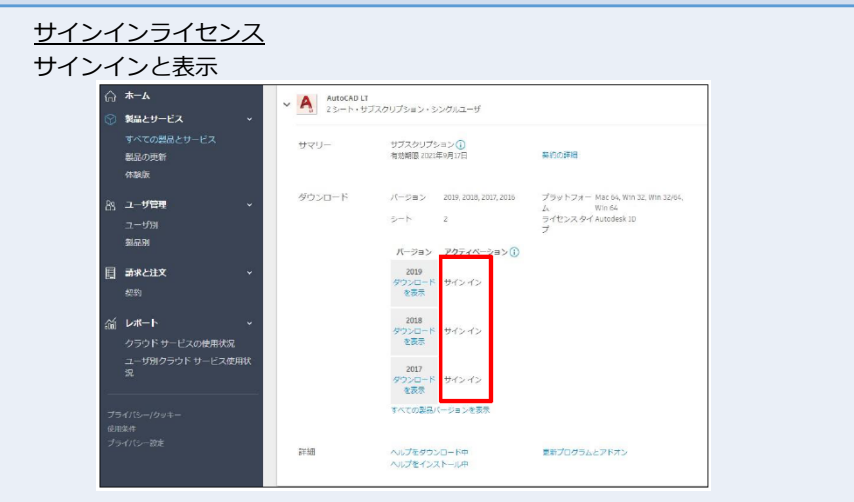 サインインライセンス
サインインと表示
ホーム
製品とサービス
すべての製品とサービス
製品の更新
体験版
ユーザ管理
ユーザ別
製品別
請求と注文
契約
レポート
クラウド サービスの使用状況
ユーザ別クラウド サービス使用状
況
プライバシー/クッキー
使用条件
プライバシー設定
AutoCAD LT
2 シート・サブスクリプション・シングルユーザ
サマリー
サブスクリプション
有効期限 2021年9月17日
契約の詳細
ダウンロード
バージョン 2019, 2018, 2017, 2016
プラットフォー Mac 64, Win 32, Win 32/64,
ム Win 64
シート 2
ライセンス タイ Autodesk ID
プ
バージョン アクティベーション
2019
ダウンロード サイン イン
を表示
2018
ダウンロード サイン イン
を表示
2017
ダウンロード サイン イン
を表示
すべての製品バージョンを表示
詳細
ヘルプをダウンロード中
更新プログラムとアドオン
ヘルプをインストール中